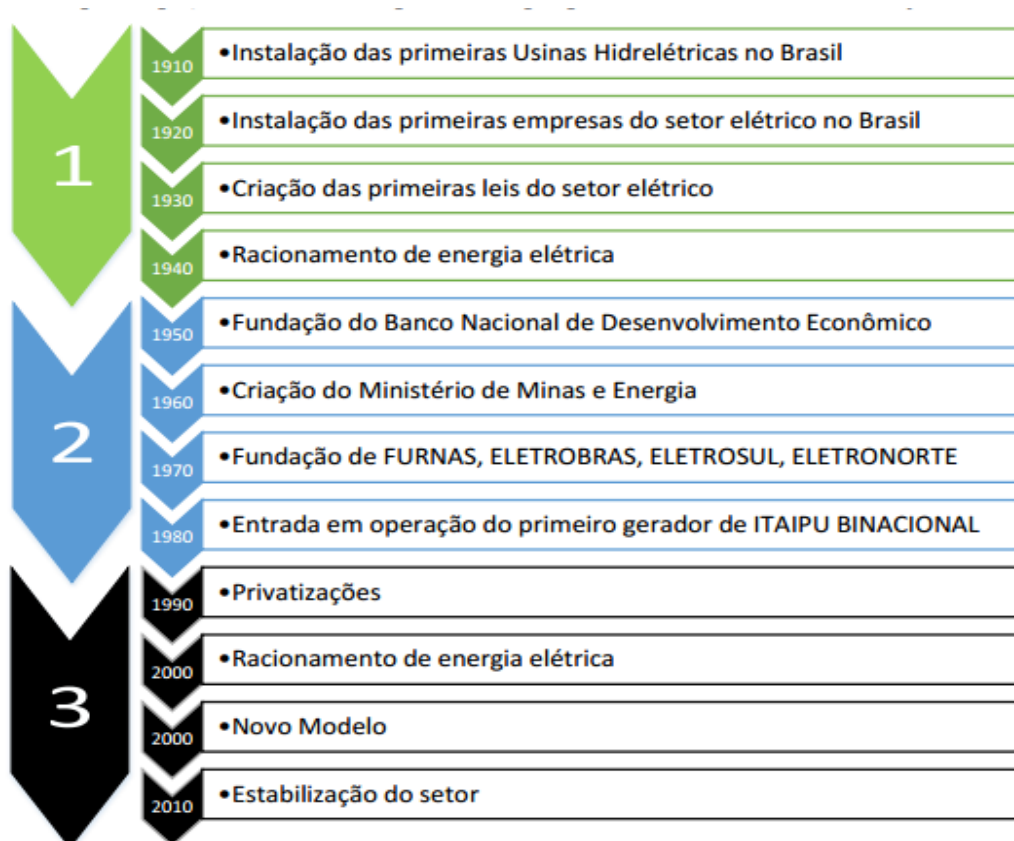 1
1910
•Instalação das primeiras Usinas Hidrelétricas no Brasil
1920
•Instalação das primeiras empresas do setor elétrico no Brasil
1930
•Criação das primeiras leis do setor elétrico
1940
•Racionamento de energia elétrica
2
1950
•Fundação do Banco Nacional de Desenvolvimento Econômico
1960
•Criação do Ministério de Minas e Energia
1970
•Fundação de FURNAS, ELETROBRAS, ELETROSUL, ELETRONORTE
1980
•Entrada em operação do primeiro gerador de ITAIPU BINACIONAL
3
1990
•Privatizações
2000
•Racionamento de energia elétrica
2000
•Novo Modelo
2010
•Estabilização do setor